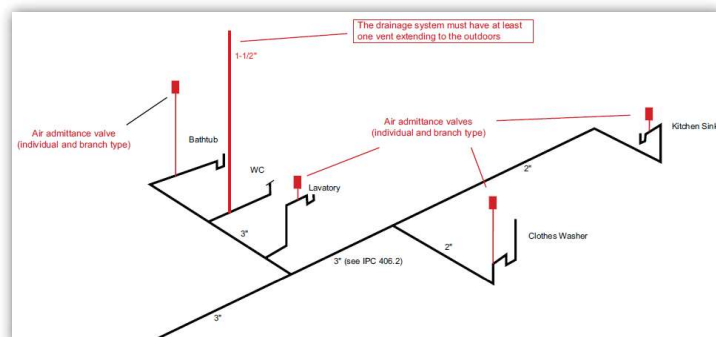 The drainage system must have at least
one vent extending to the outdoors
1-1/2"
Air admittance valve
(individual and branch type)
Bathtub
WC
Air admittance valves
(individual and branch type)
Kitchen Sink
Lavatory
2"
3"
Clothes Washer
2"
3" (see IPC 406.2)
3"